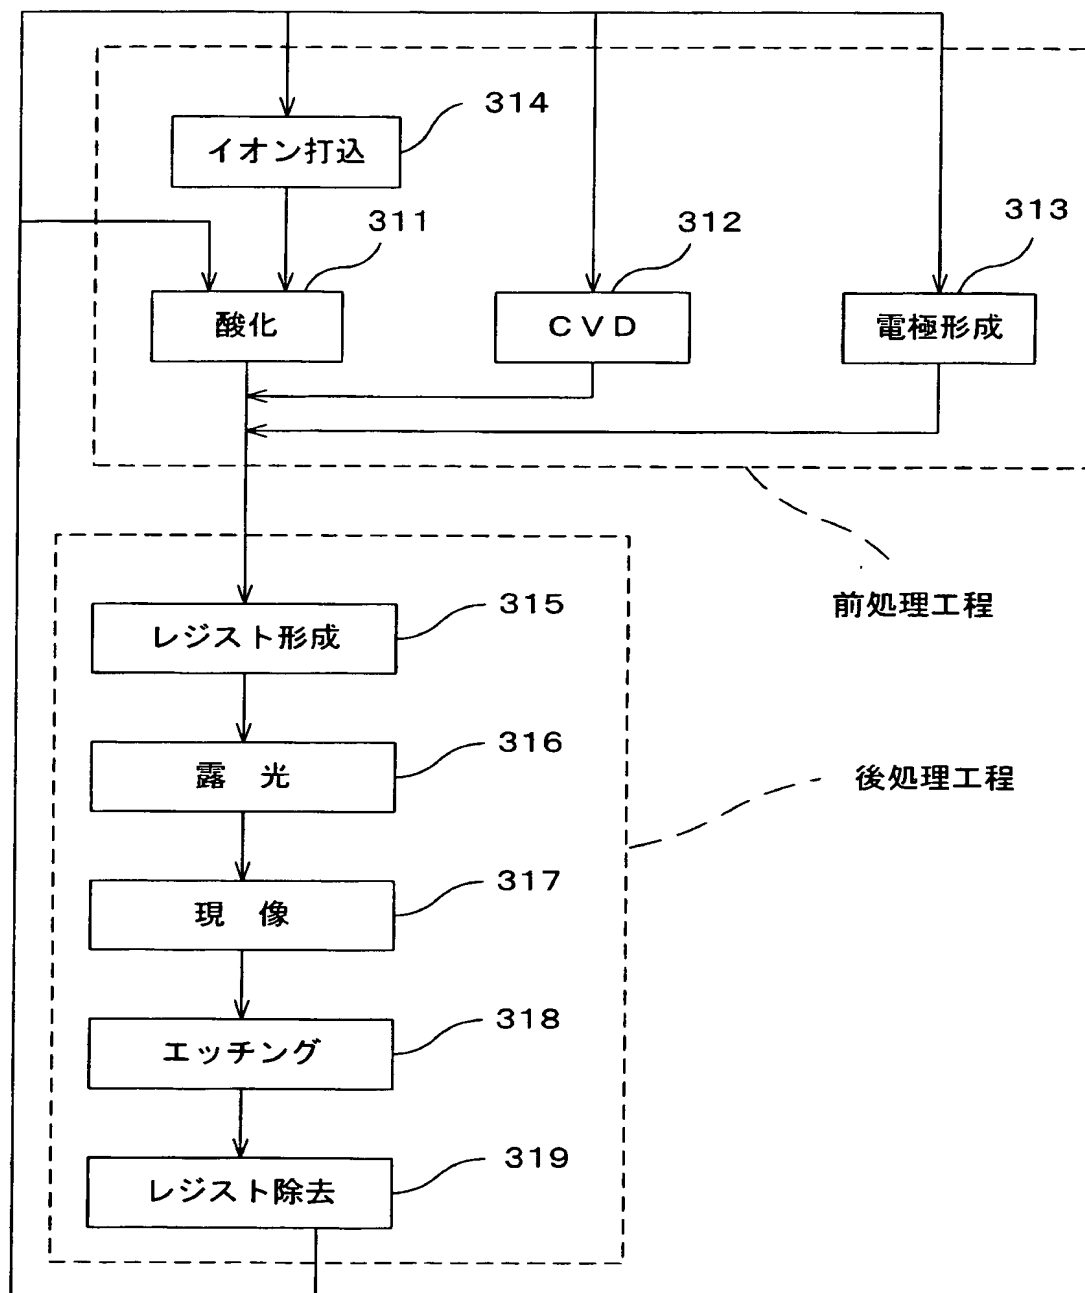 314
イオン打込
311
312
313
酸化
CVD
電極形成
前処理工程
315
レジスト形成
316
露 光
後処理工程
317
現 像
318
エッチング
319
レジスト除去